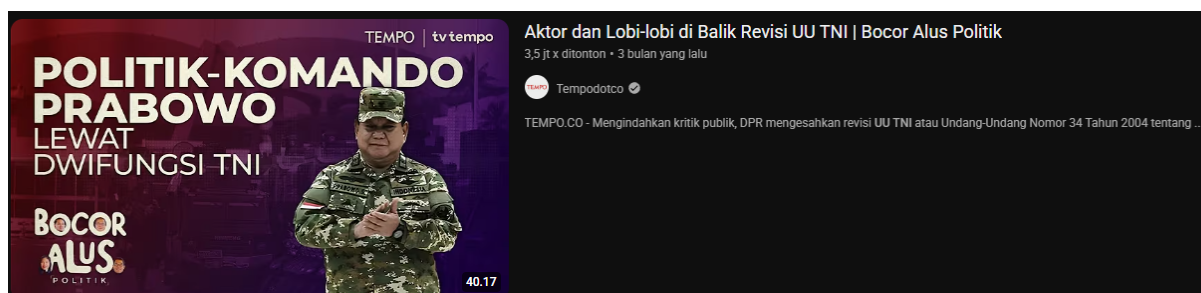 TEMPO | tv tempo
POLITIK-KOMANDO
PRABOWO
LEWAT
DWIFUNGSI TNI
BOCOR
ALUS
POLITIK
INDONESIA
40.17
Aktor dan Lobi-lobi di Balik Revisi UU TNI | Bocor Alus Politik
3,5 jt x ditonton • 3 bulan yang lalu
TEMPO
Tempodotco
TEMPO.CO - Mengindahkan kritik publik, DPR mengesahkan revisi UU TNI atau Undang-Undang Nomor 34 Tahun 2004 tentang ...